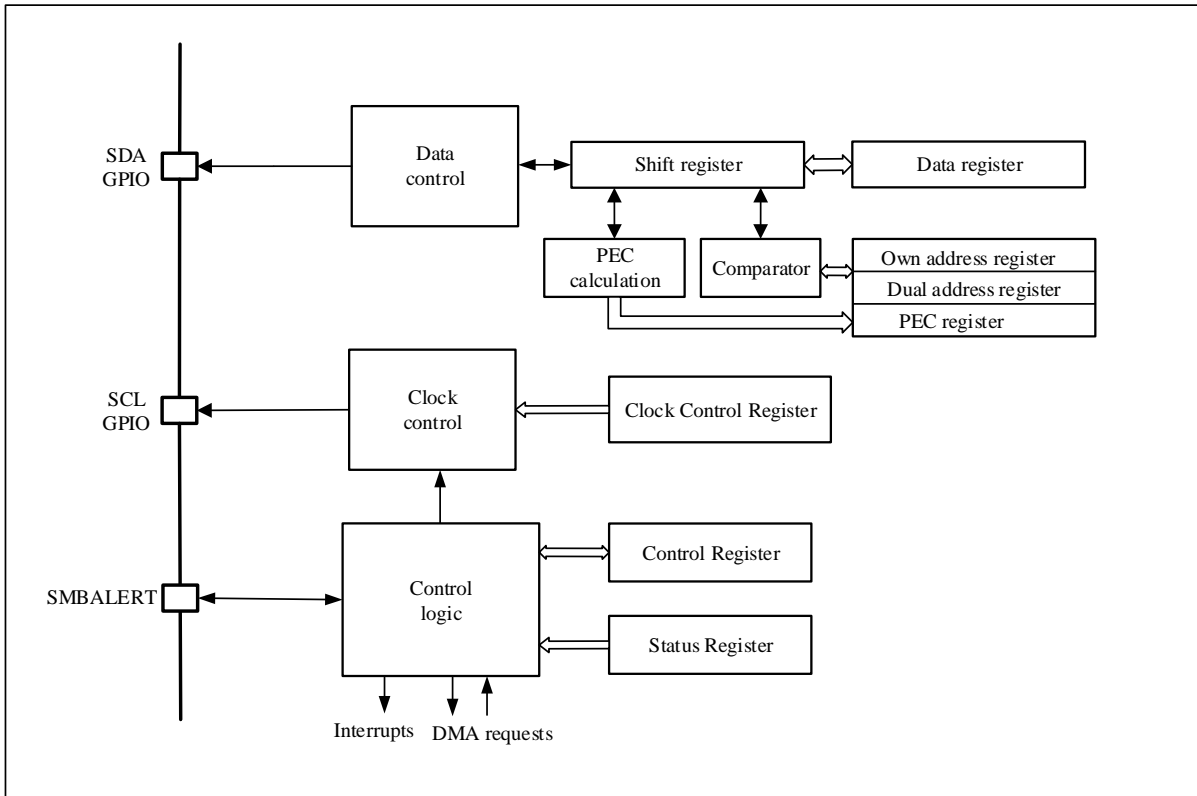 SDA
GPIO
Data
control
Shift register
Data register
PEC
calculation
Comparator
Own address register
Dual address register
PEC register
SCL
GPIO
Clock
control
Clock Control Register
Control
logic
Control Register
SMBALERT
Status Register
Interrupts
DMA requests